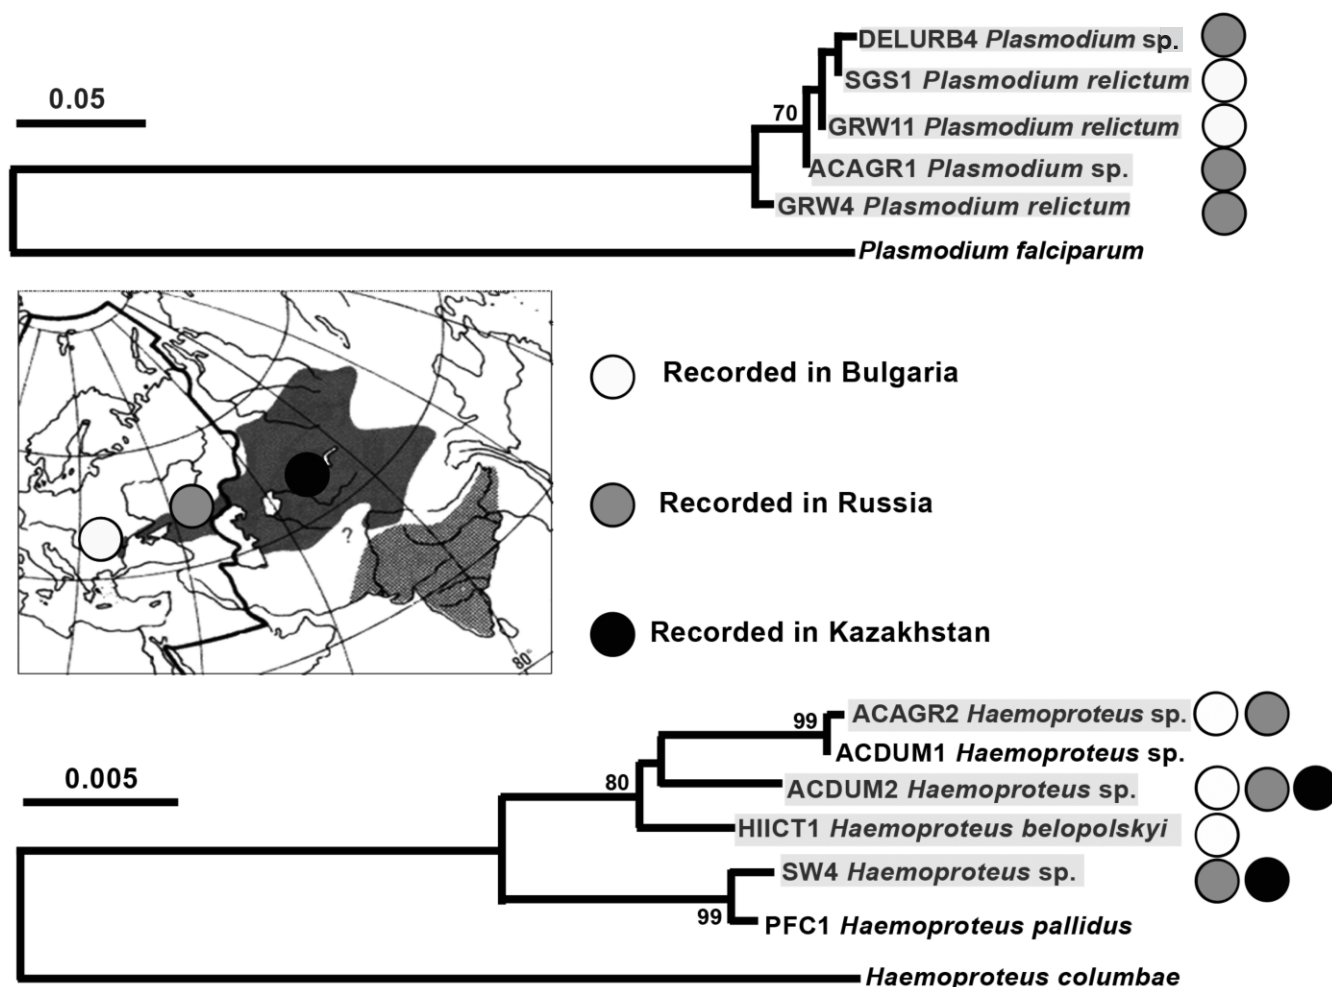 DELURB4 Plasmodium sp.
0.05
SGS1 Plasmodium relictum
70
GRW11 Plasmodium relictum
ACAGR1 Plasmodium sp.
GRW4 Plasmodium relictum
Plasmodium falciparum
?
80°
Recorded in Bulgaria
Recorded in Russia
Recorded in Kazakhstan
99
ACAGR2 Haemoproteus sp.
ACDUM1 Haemoproteus sp.
0.005
80
ACDUM2 Haemoproteus sp.
HIICT1 Haemoproteus belopolskyi
SW4 Haemoproteus sp.
99
PFC1 Haemoproteus pallidus
Haemoproteus columbae